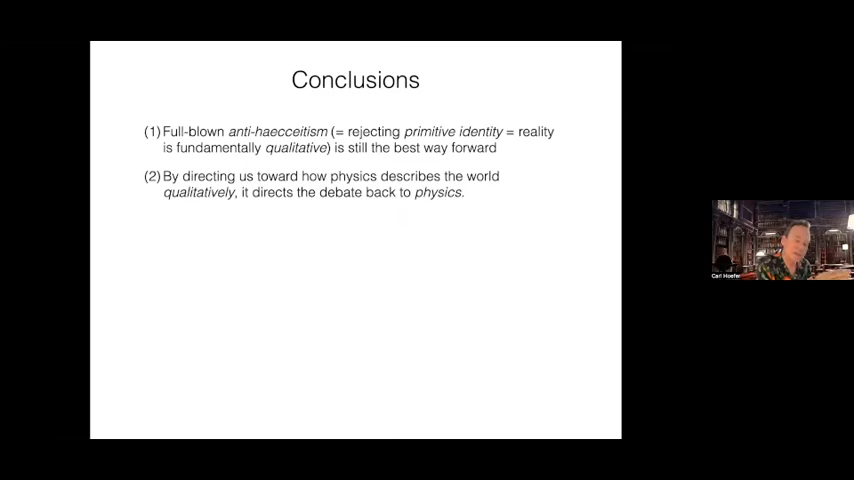 Conclusions
(1) Full-blown anti-haecceitism (= rejecting primitive identity = reality
is fundamentally qualitative) is still the best way forward
(2) By directing us toward how physics describes the world
qualitatively, it directs the debate back to physics.
Carl Hoefer